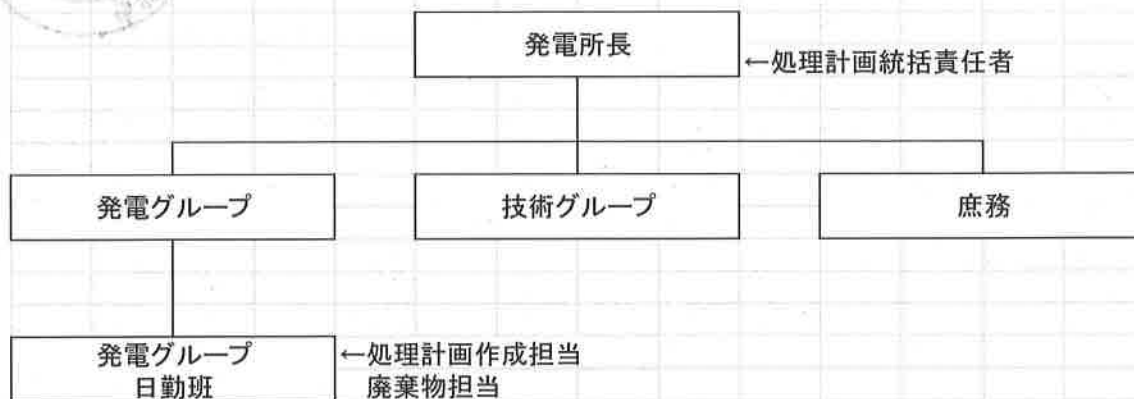 発電所長
←処理計画統括責任者
発電グループ
技術グループ
庶務
発電グループ
日勤班
←処理計画作成担当
廃棄物担当